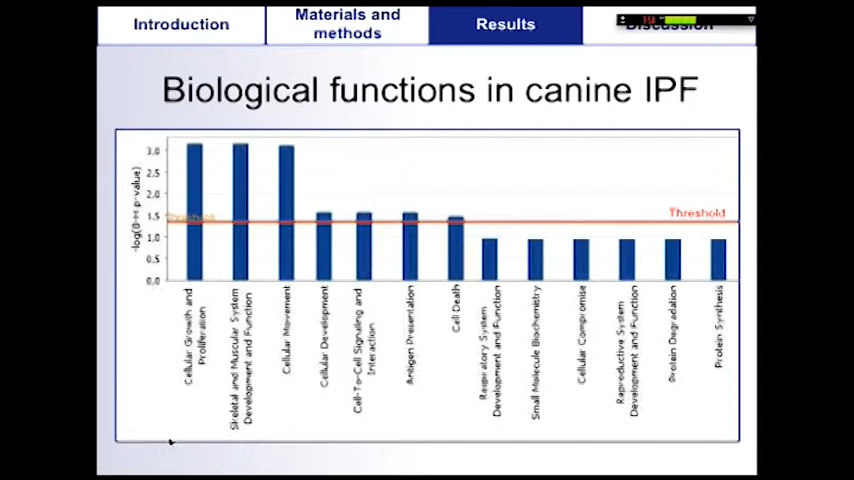 Introduction
Materials and
methods
Results
Discussion
Biological functions in canine IPF
-log(B-H p-value)
3.0
2.5
2.0
1.5
1.0
0.5
0.0
Threshold
Threshold
Cellular Growth and
Proliferation
Skeletal and Muscular System
Development and Function
Cellular Movement
Cellular Development
Cell-To-Cell Signaling and
Interaction
Antigen Presentation
Cell Death
Respiratory System
Development and Function
Small Molecule Biochemistry
Cellular Compromise
Reproductive System
Development and Function
Protein Degradation
Protein Synthesis